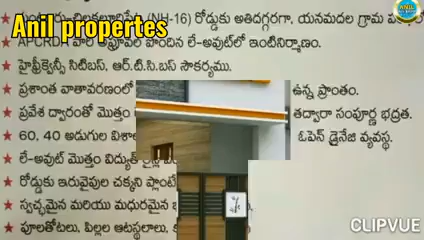 Anil propertes
(NH-16) రోడ్డుకు అతిదగ్గరగా, యనమదల గ్రామ
★ APCRDA వారి అప్రూవల్ పొందిన లే-అవుట్‌లో ఇంటినిర్మాణం.
★ హైఫ్రీక్వెన్సీ సిటీబస్, ఆర్.టి.సి.బస్ సౌకర్యము.
★ ప్రశాంత వాతావరణంలో ఉన్న ప్రాంతం.
★ ప్రవేశ ద్వారంతో మొత్తం తద్వారా సంపూర్ణ భద్రత.
★ 60, 40 అడుగుల ఓపెన్ డ్రైనేజి వ్యవస్థ.
★ లే-అవుట్ మొత్తం విద్యుత్
★ రోడ్డుకు ఇరువైపుల చక్కని
★ స్వచ్ఛమైన మరియు మధురమైన
★ పూలతోటలు, పిల్లల ఆటస్థలాలు,
CLIPVUE